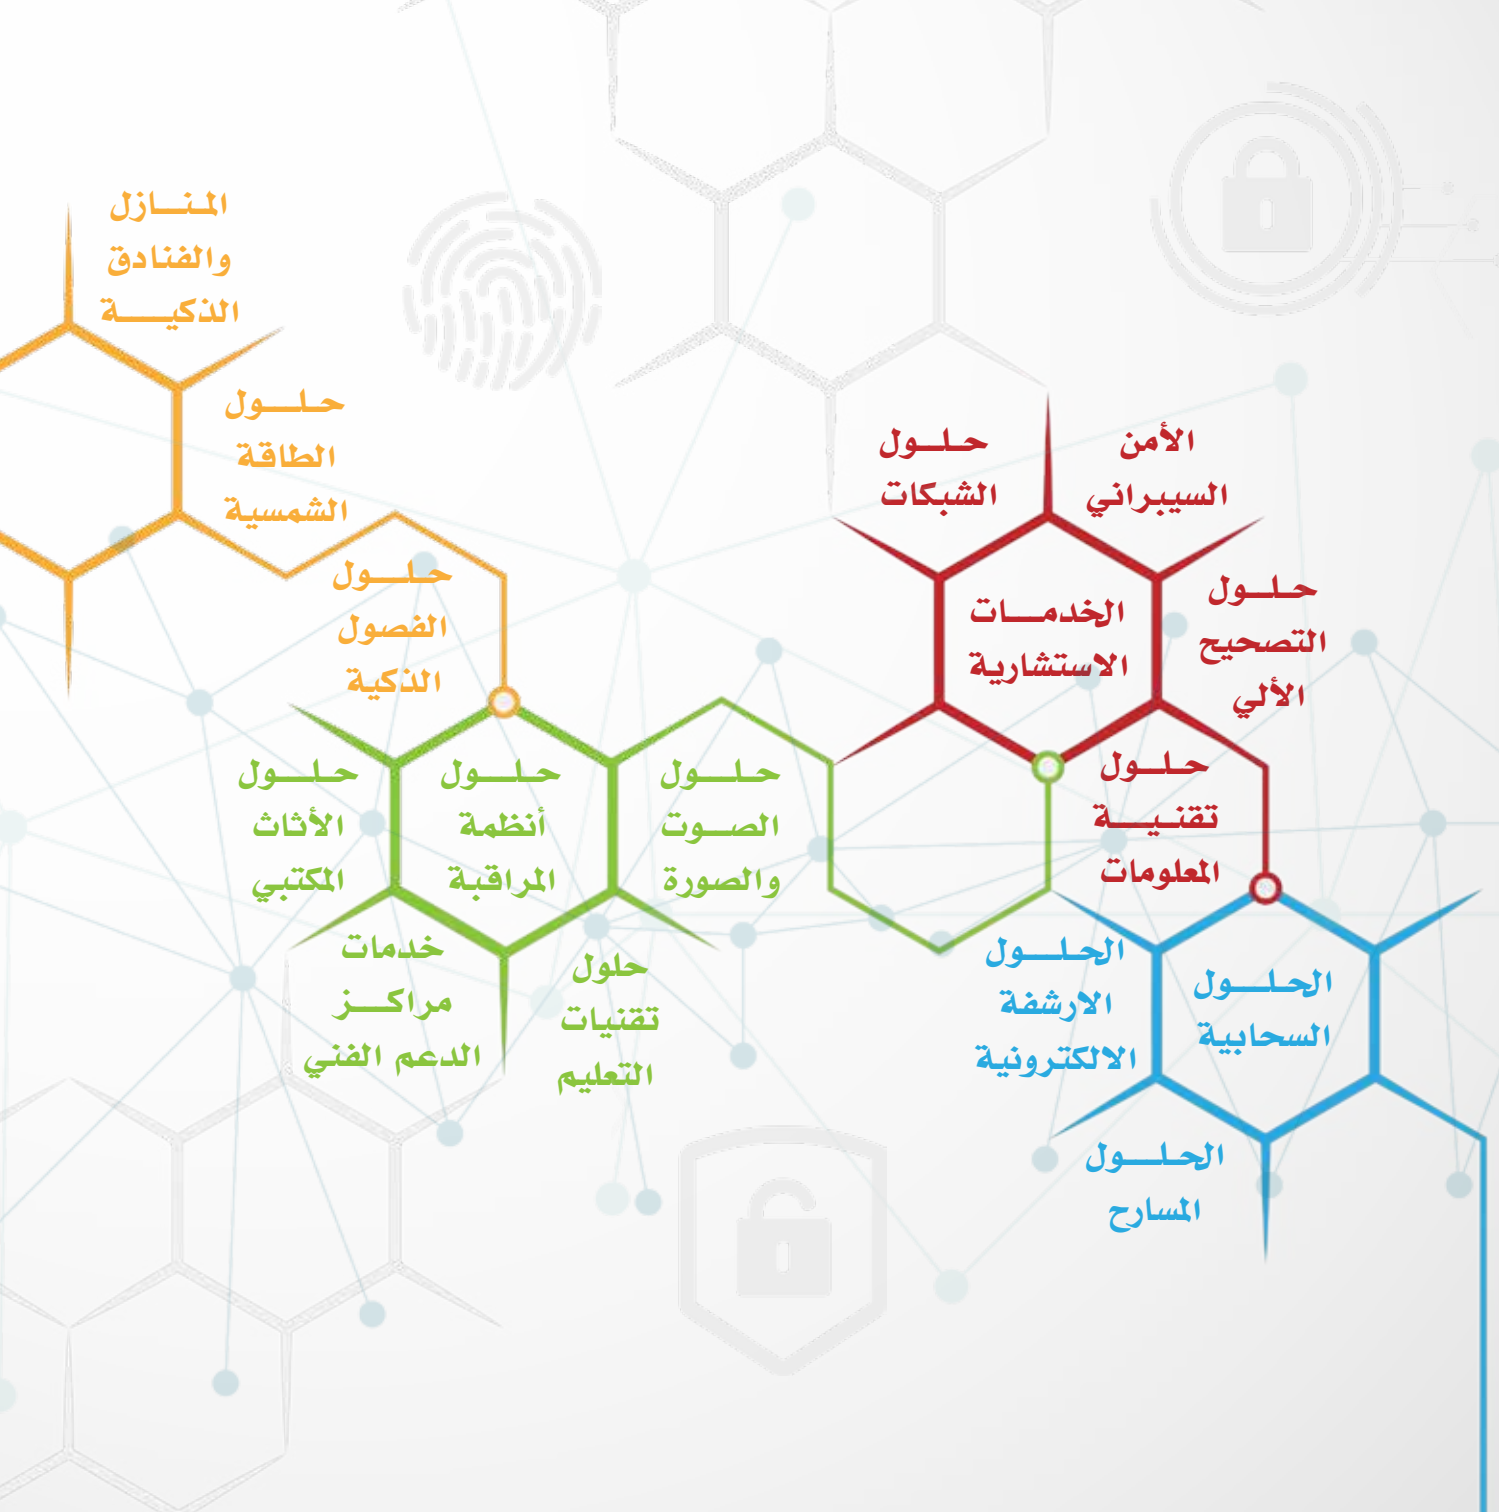 المنازل
والفنادق
الذكية
حلول
الطاقة
الشمسية
حلول
الفصول
الذكية
الأمن
السيبراني
حلول
الشبكات
الخدمات
الاستشارية
حلول
التصحيح
الألي
حلول
تقنية
المعلومات
حلول
الصوت
والصورة
حلول
أنظمة
المراقبة
حلول
الأثاث
المكتبي
حلول
تقنيات
التعليم
خدمات
مراكز
الدعم الفني
الحلول
السحابية
الحلول
الارشفة
الالكترونية
الحلول
المسارح